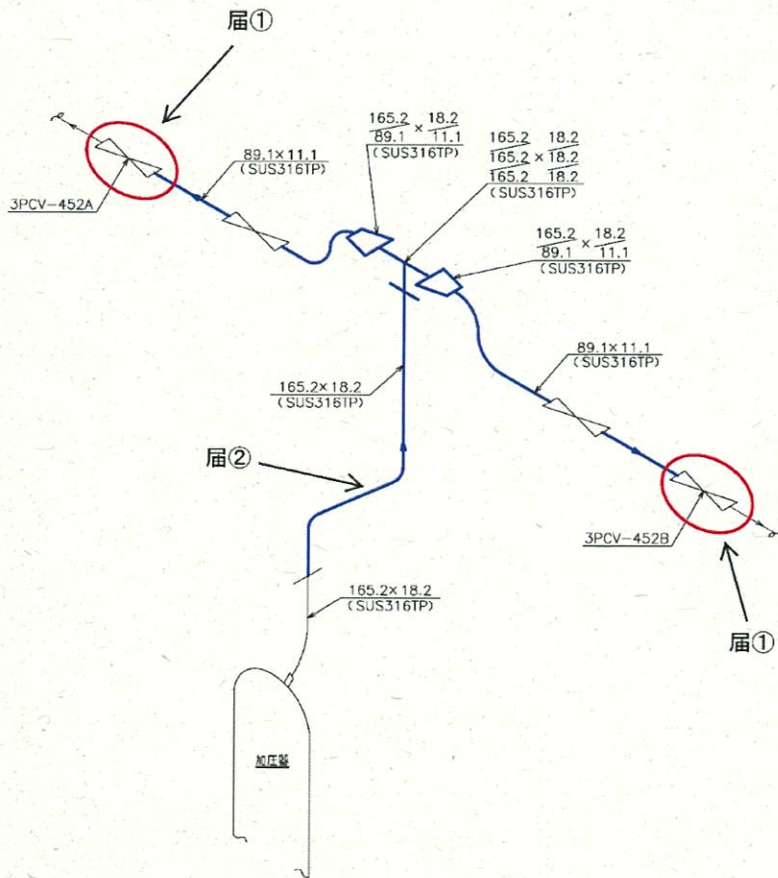 届①
165.2 × 18.2
89.1 11.1
(SUS316TP)
165.2 18.2
165.2 × 18.2
165.2 18.2
(SUS316TP)
89.1×11.1
(SUS316TP)
3PCV-452A
165.2 × 18.2
89.1 11.1
(SUS316TP)
89.1×11.1
(SUS316TP)
165.2×18.2
(SUS316TP)
届②
3PCV-452B
165.2×18.2
(SUS316TP)
届①
加圧器